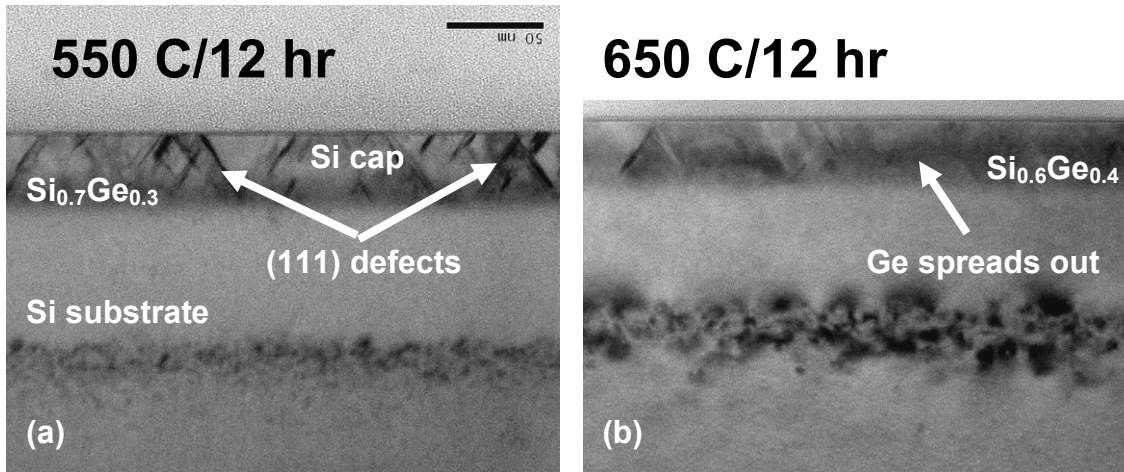 50 nm
550 C/12 hr
Si cap
Si0.7Ge0.3
(111) defects
Si substrate
(a)
650 C/12 hr
Si0.6Ge0.4
Ge spreads out
(b)